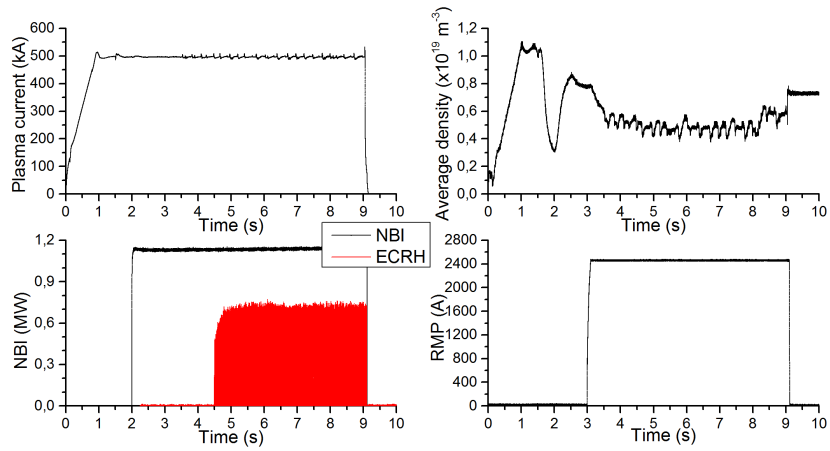 Plasma current (kA)
600
500
400
300
200
100
0
0 1 2 3 4 5 6 7 8 9 10
Time (s)
Average density (x10¹⁹ m⁻³)
1,2
1,0
0,8
0,6
0,4
0,2
0,0
0 1 2 3 4 5 6 7 8 9 10
Time (s)
NBI
ECRH
NBI (MW)
1,2
0,9
0,6
0,3
0,0
0 1 2 3 4 5 6 7 8 9 10
Time (s)
RMP (A)
2800
2400
2000
1600
1200
800
400
0
0 1 2 3 4 5 6 7 8 9 10
Time (s)